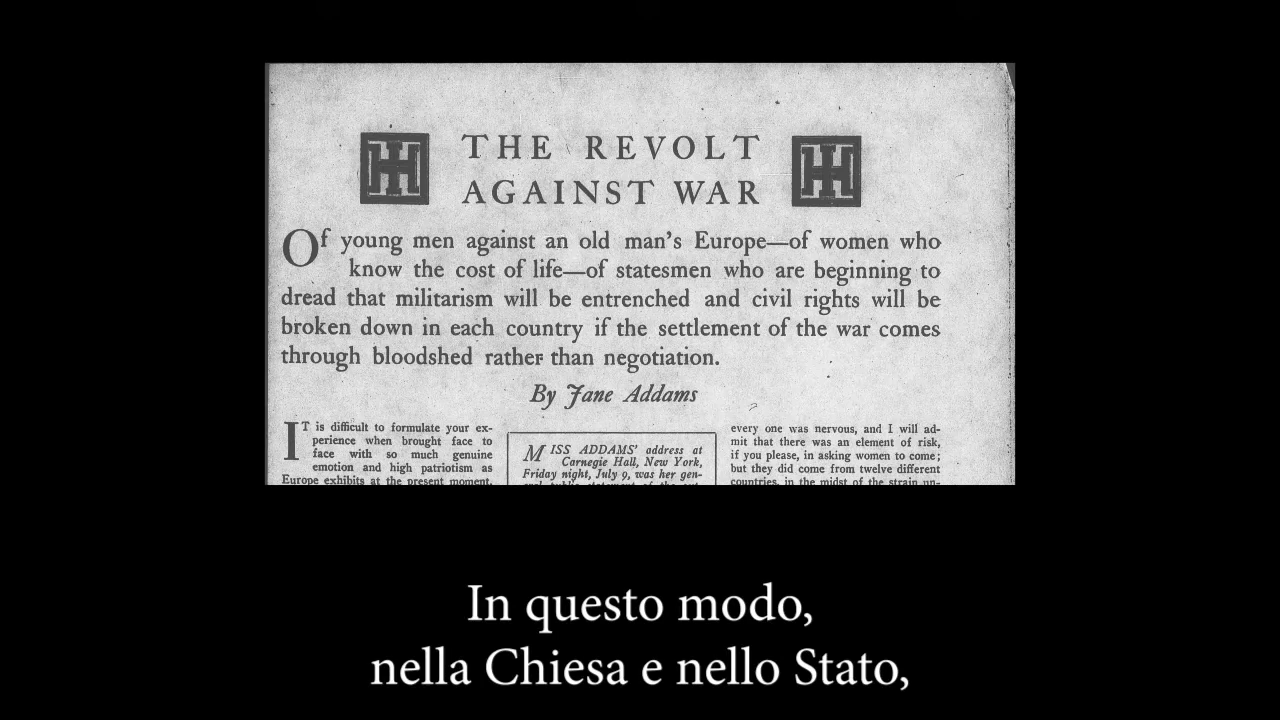 THE REVOLT
AGAINST WAR
Of young men against an old man's Europe—of women who
know the cost of life—of statesmen who are beginning to
dread that militarism will be entrenched and civil rights will be
broken down in each country if the settlement of the war comes
through bloodshed rather than negotiation.
By Jane Addams
IT is difficult to formulate your ex-
perience when brought face to
face with so much genuine
emotion and high patriotism as
Europe exhibits at the present moment.
MISS ADDAMS' address at
Carnegie Hall, New York,
Friday night, July 9, was her gen-
every one was nervous, and I will ad-
mit that there was an element of risk,
if you please, in asking women to come;
but they did come from twelve different
countries, in the midst of the strain un-
In questo modo,
nella Chiesa e nello Stato,